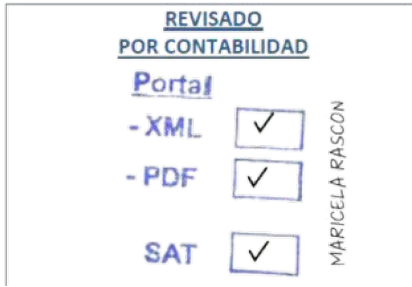 REVISADO
POR CONTABILIDAD
Portal
- XML ✓
- PDF ✓
SAT ✓
MARICELA RASCON